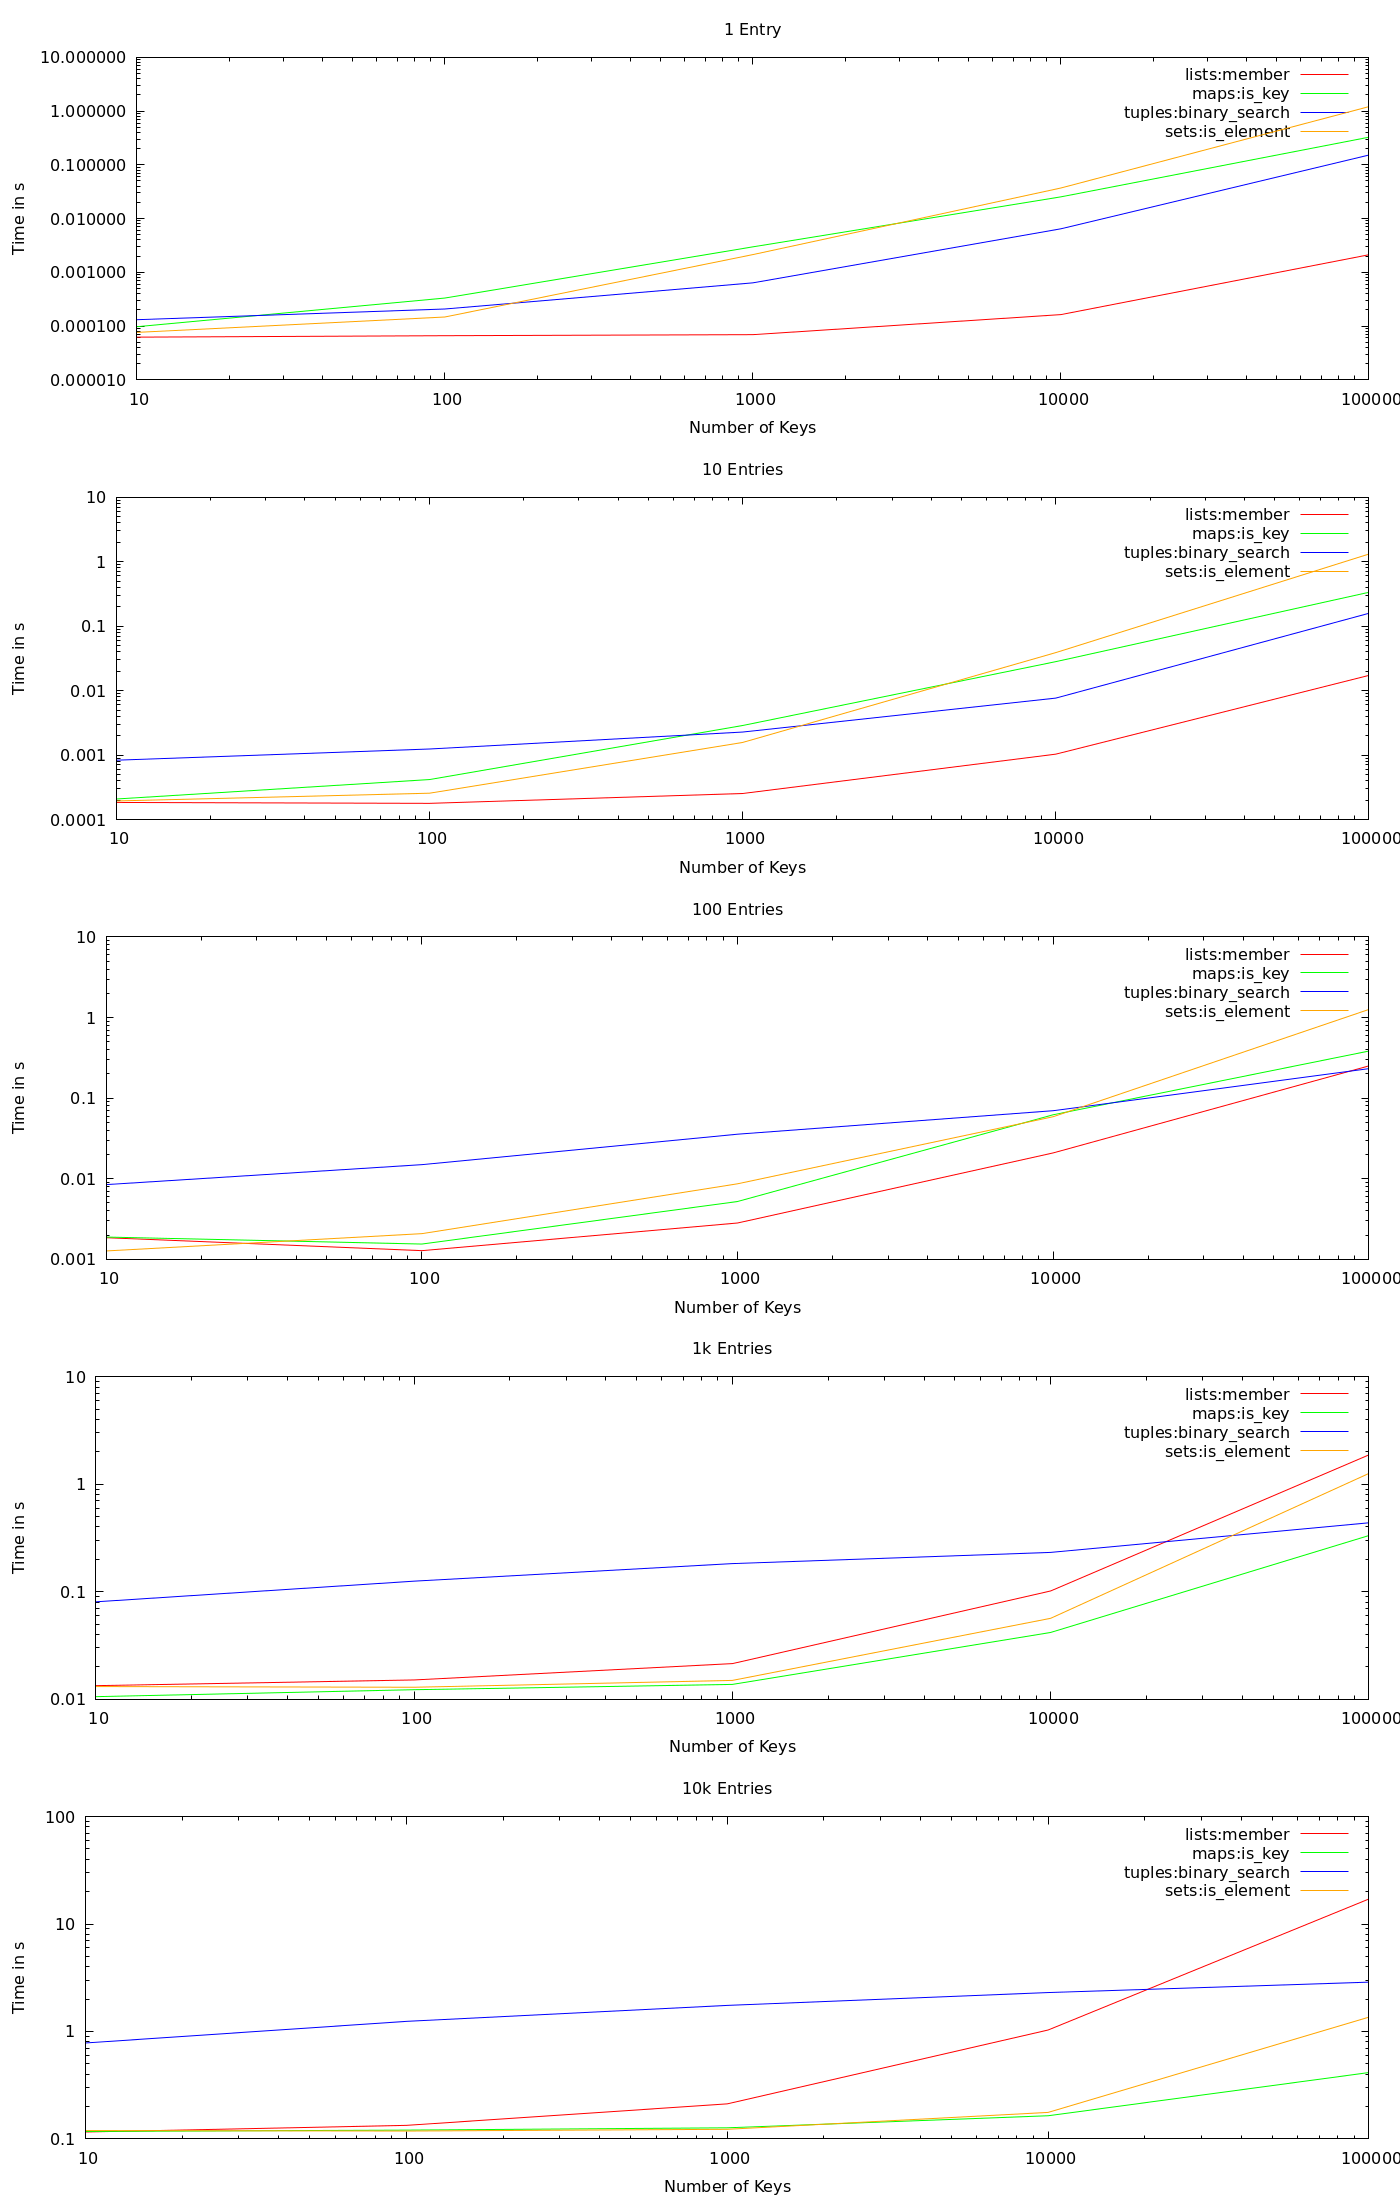 1 Entry
10.000000
1.000000
0.100000
0.010000
0.001000
0.000100
0.000010
Time in s
lists:member
maps:is_key
tuples:binary_search
sets:is_element
10 100 1000 10000 100000
Number of Keys
10 Entries
10
1
0.1
0.01
0.001
0.0001
Time in s
lists:member
maps:is_key
tuples:binary_search
sets:is_element
10 100 1000 10000 100000
Number of Keys
100 Entries
10
1
0.1
0.01
0.001
Time in s
lists:member
maps:is_key
tuples:binary_search
sets:is_element
10 100 1000 10000 100000
Number of Keys
1k Entries
10
1
0.1
0.01
Time in s
lists:member
maps:is_key
tuples:binary_search
sets:is_element
10 100 1000 10000 100000
Number of Keys
10k Entries
100
10
1
0.1
Time in s
lists:member
maps:is_key
tuples:binary_search
sets:is_element
10 100 1000 10000 100000
Number of Keys